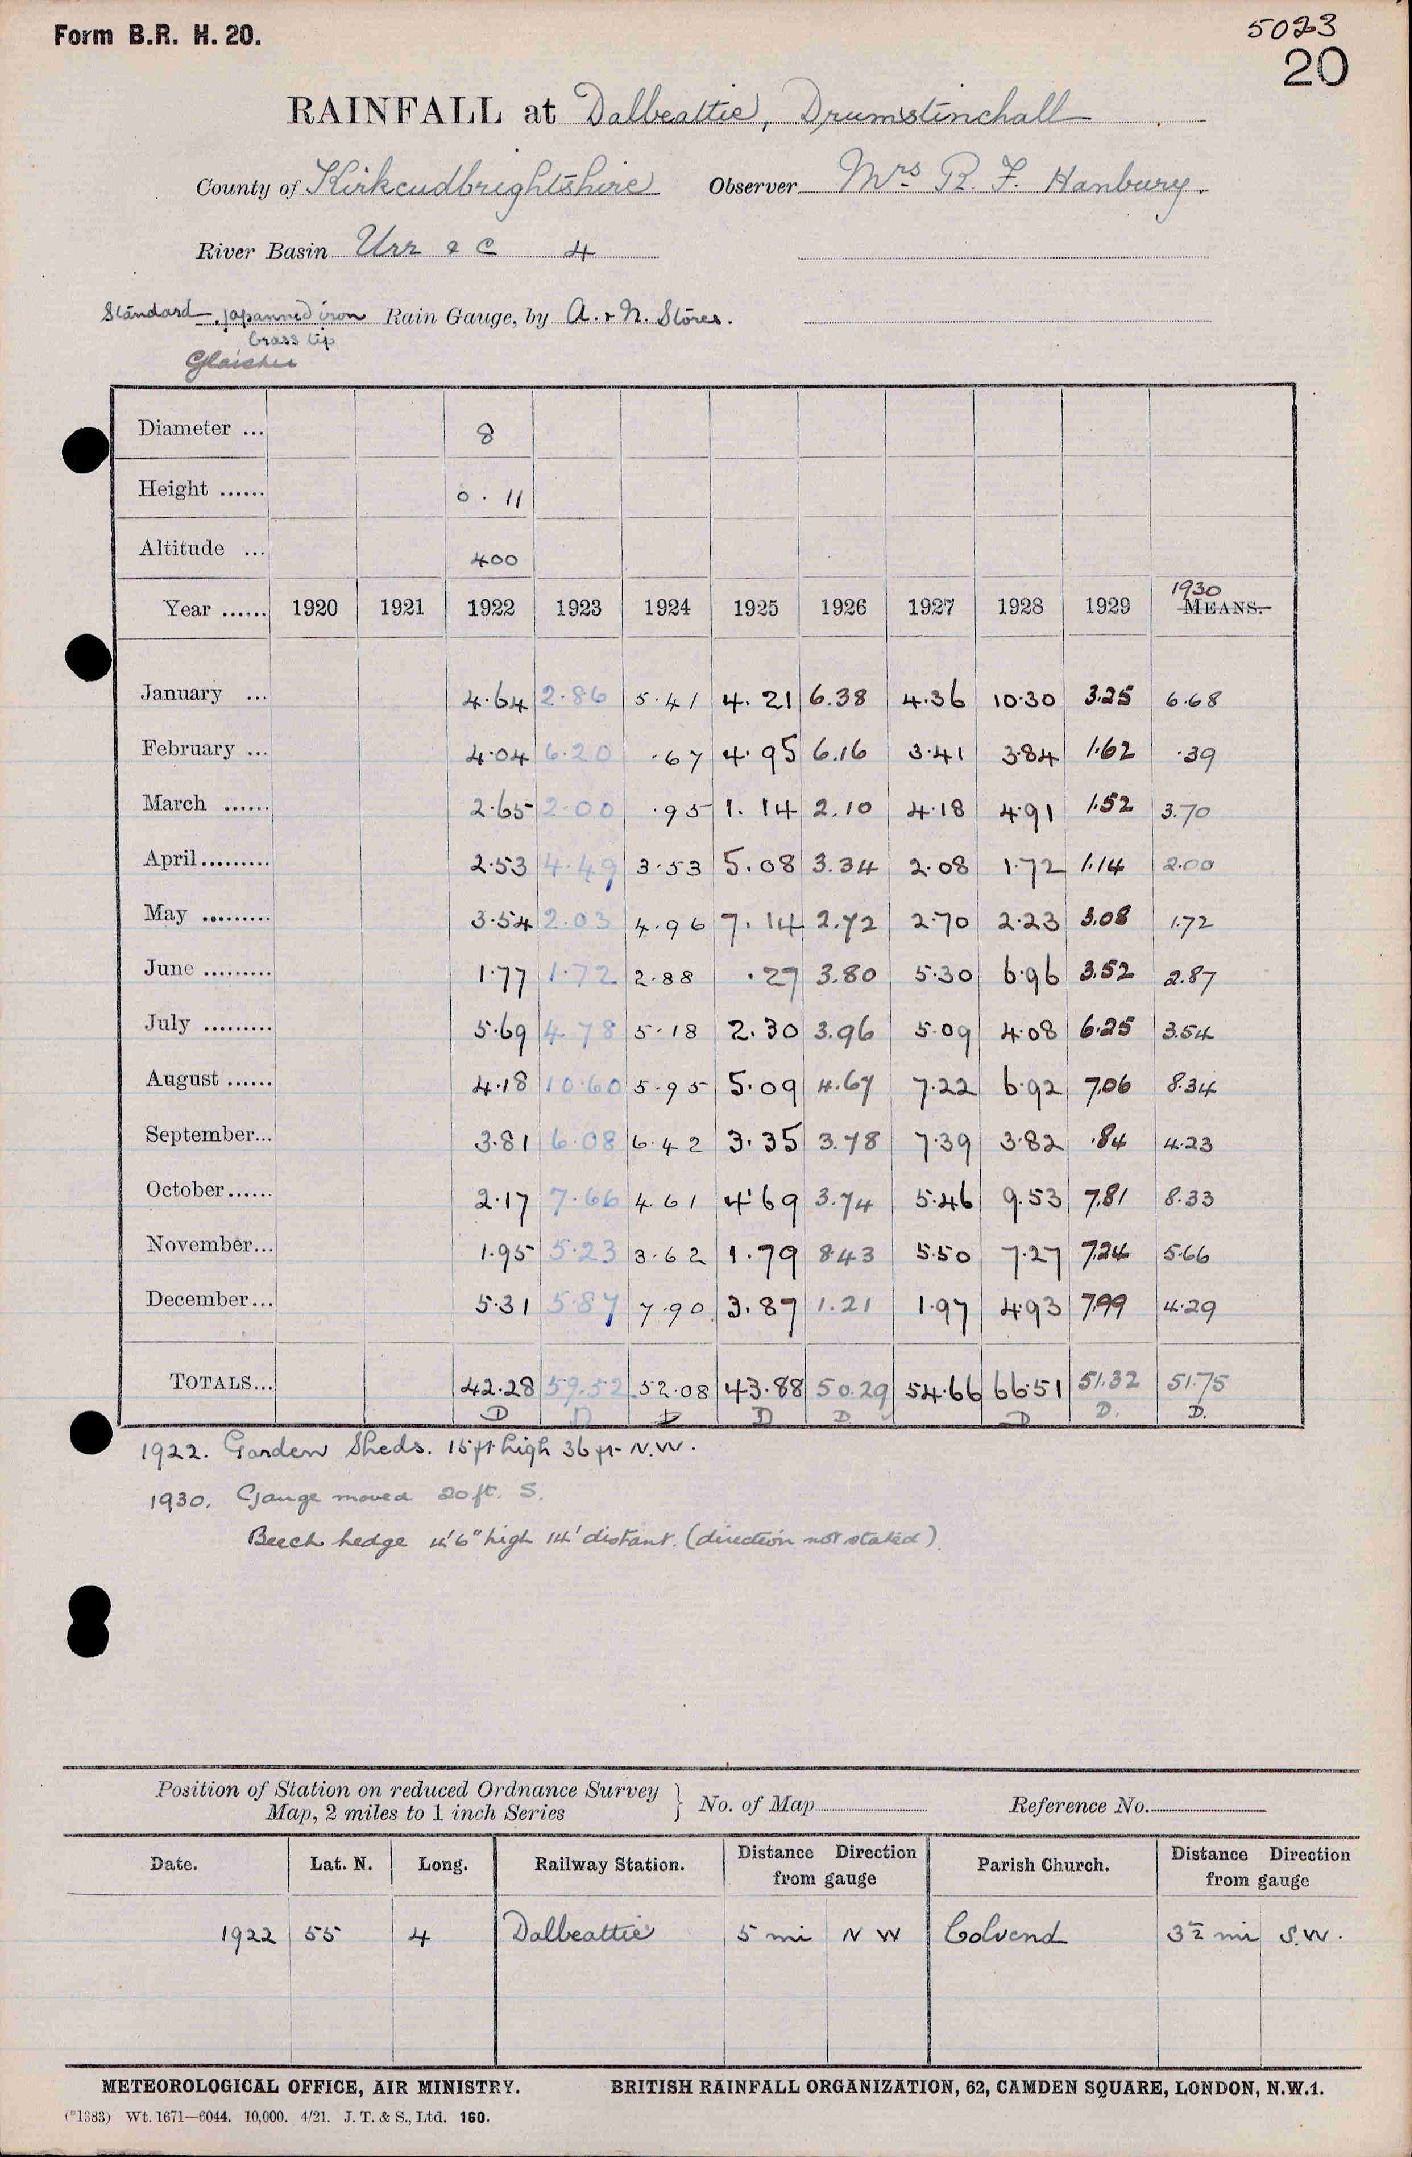 Form B.R. H. 20.
5023
20
RAINFALL at Dalbeattie, Drumstinchall
County of Kirkcudbrightshire Observer Mrs R. F. Hanbury.
River Basin Urr & C 4
Standard japanned iron Rain Gauge, by A. & N. Stores.
brass lip
Glaisher
Diameter ... 8
Height ...... 0 . 11
Altitude ... 400
1930
Year ...... 1920 1921 1922 1923 1924 1925 1926 1927 1928 1929 MEANS.
January ... 4.64 2.86 5.41 4.21 6.38 4.36 10.30 3.25 6.68
February ... 4.04 6.20 .67 4.95 6.16 3.41 3.84 1.62 .39
March ...... 2.65 2.00 .95 1.14 2.10 4.18 4.91 1.52 3.70
April......... 2.53 4.49 3.53 5.08 3.34 2.08 1.72 1.14 2.00
May ......... 3.54 2.03 4.96 7.14 2.72 2.70 2.23 3.08 1.72
June ......... 1.77 1.72 2.88 .27 3.80 5.30 6.96 3.52 2.87
July ......... 5.69 4.78 5.18 2.30 3.96 5.09 4.08 6.25 3.54
August ...... 4.18 10.60 5.95 5.09 4.67 7.22 6.92 7.06 8.34
September... 3.81 6.08 6.42 3.35 3.78 7.39 3.82 .84 4.23
October...... 2.17 7.66 4.61 4.69 3.74 5.46 9.53 7.81 8.33
November... 1.95 5.23 3.62 1.79 8.43 5.50 7.27 7.24 5.66
December... 5.31 5.87 7.90 3.87 1.21 1.97 4.93 7.99 4.29
TOTALS... 42.28 59.52 52.08 43.88 50.29 54.66 66.51 51.32 51.75
D D D D D. D D. D.
1922. Garden Sheds. 15 ft high 36 ft N.W.
1930. Gauge moved 20 ft. S.
Beech hedge 4'6" high 14' distant. (direction not stated).
Position of Station on reduced Ordnance Survey
Map, 2 miles to 1 inch Series } No. of Map Reference No.
Date. Lat. N. Long. Railway Station. Distance Direction from gauge Parish Church. Distance Direction from gauge
1922 55 4 Dalbeattie 5 mi N W Colvend 3½ mi S.W.
METEOROLOGICAL OFFICE, AIR MINISTRY. BRITISH RAINFALL ORGANIZATION, 62, CAMDEN SQUARE, LONDON, N.W.1.
(*1383) Wt. 1671—6044. 10,000. 4/21. J. T. & S., Ltd. 160.